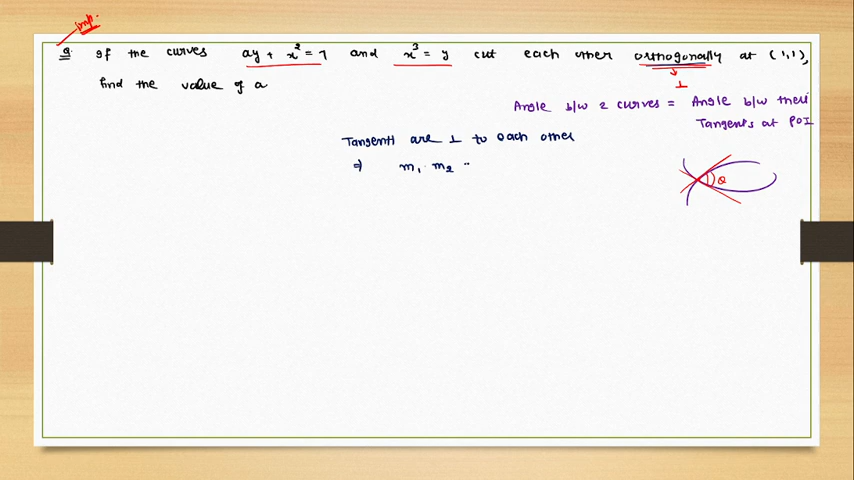 imp.
Q. If the curves ay + x² = 7 and x³ = y cut each other orthogonally at (1,1),
find the value of a
⊥
Angle b/w 2 curves = Angle b/w their
Tangents at POI
Tangents are ⊥ to each other
⇒ m₁ . m₂ =
θ